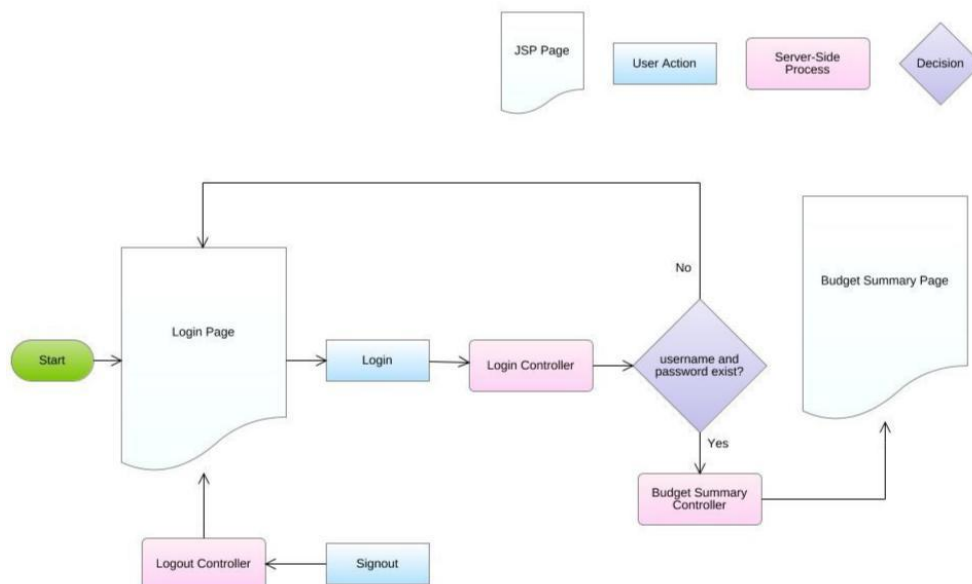 JSP Page
User Action
Server-Side
Process
Decision
No
Budget Summary Page
Login Page
Start
Login
Login Controller
username and
password exist?
Yes
Budget Summary
Controller
Logout Controller
Signout